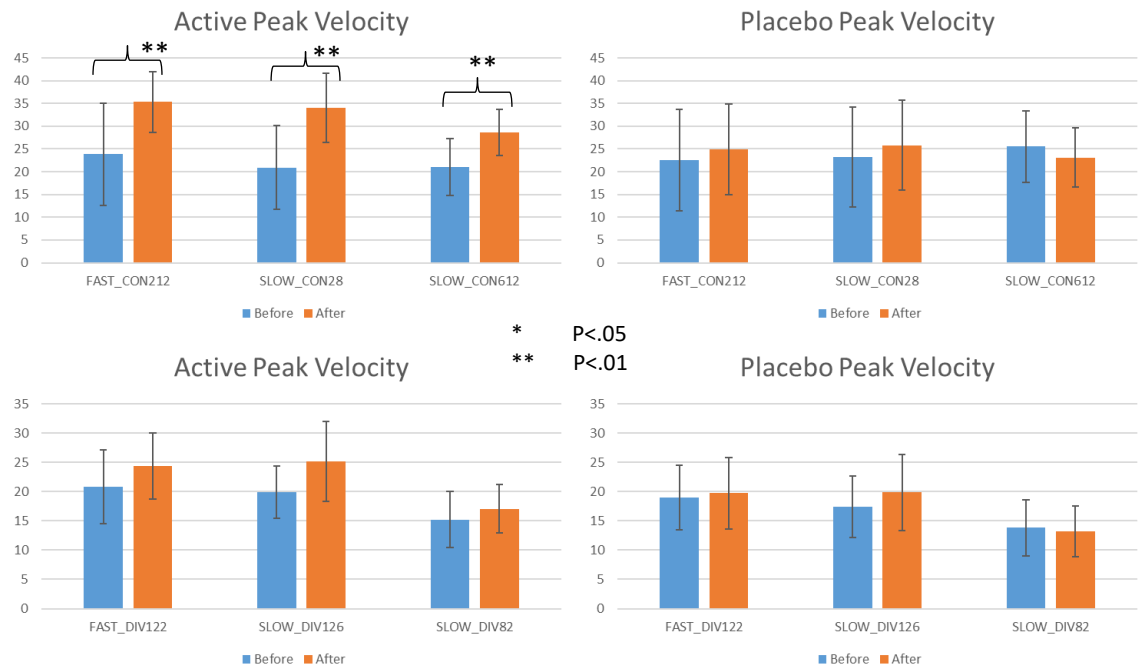 Active Peak Velocity
** ** **
45
40
35
30
25
20
15
10
5
0
FAST_CON212 SLOW_CON28 SLOW_CON612
Before After
Placebo Peak Velocity
45
40
35
30
25
20
15
10
5
0
FAST_CON212 SLOW_CON28 SLOW_CON612
Before After
* P<.05
** P<.01
Active Peak Velocity
35
30
25
20
15
10
5
0
FAST_DIV122 SLOW_DIV126 SLOW_DIV82
Before After
Placebo Peak Velocity
35
30
25
20
15
10
5
0
FAST_DIV122 SLOW_DIV126 SLOW_DIV82
Before After